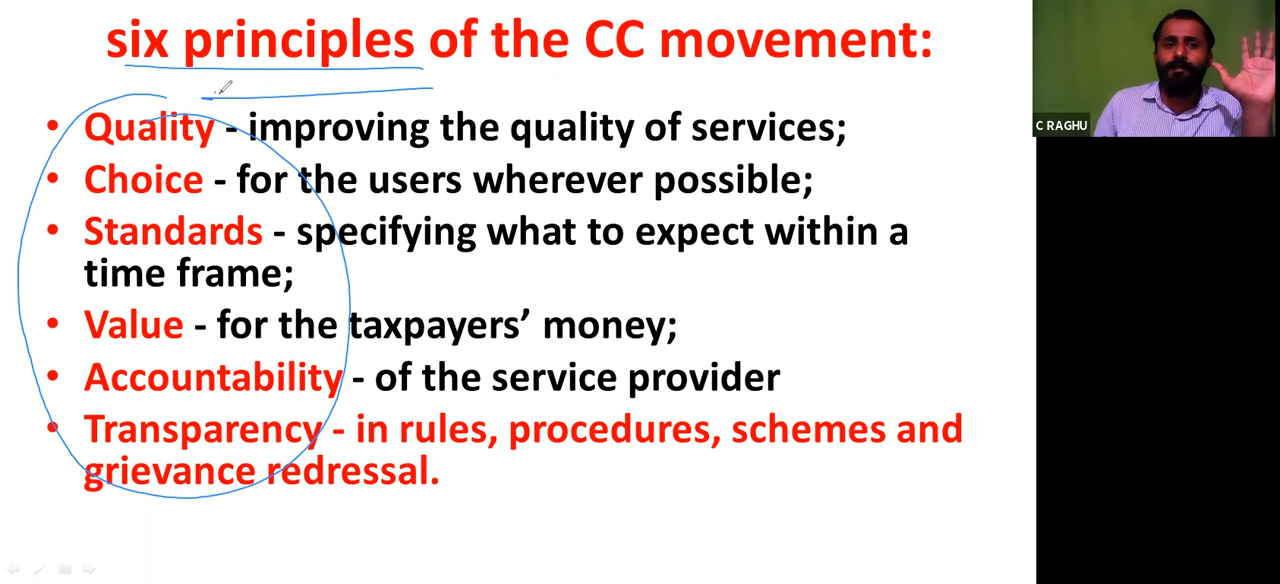 six principles of the CC movement:
• Quality - improving the quality of services;
• Choice - for the users wherever possible;
• Standards - specifying what to expect within a
time frame;
• Value - for the taxpayers’ money;
• Accountability - of the service provider
• Transparency - in rules, procedures, schemes and
grievance redressal.
C RAGHU